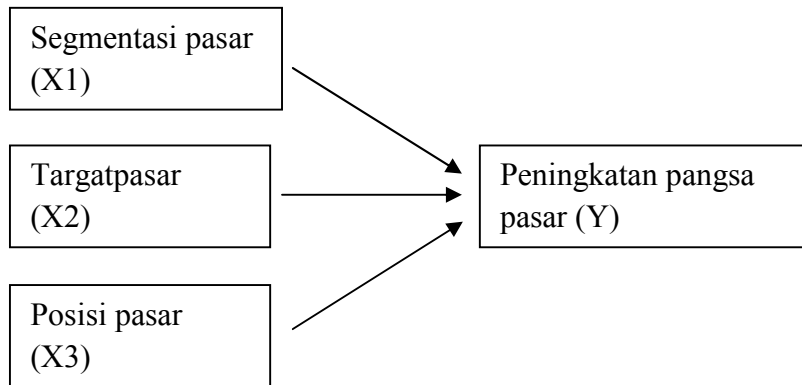 Segmentasi pasar
(X1)
Targatpasar
(X2)
Peningkatan pangsa
pasar (Y)
Posisi pasar
(X3)